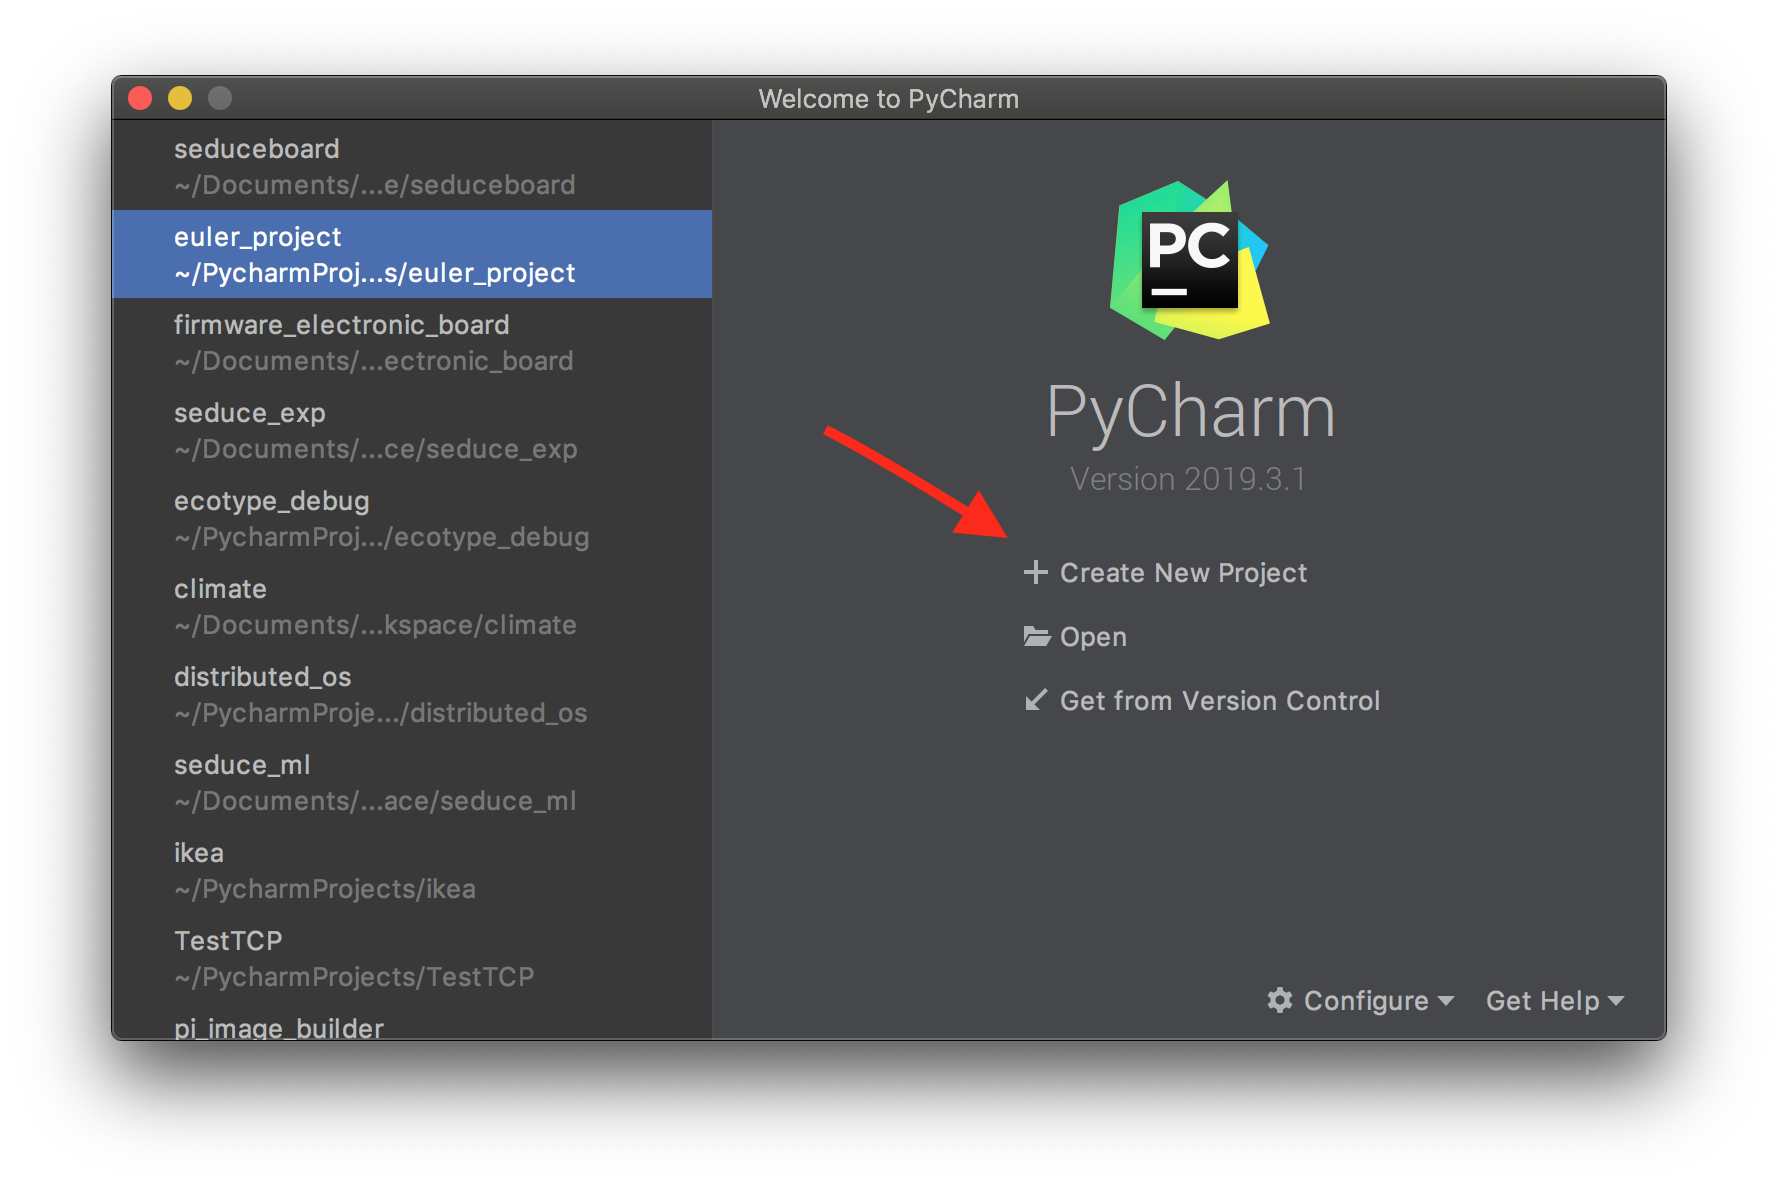 Welcome to PyCharm
seduceboard
~/Documents/...e/seduceboard
euler_project
~/PycharmProj...s/euler_project
firmware_electronic_board
~/Documents/...ectronic_board
seduce_exp
~/Documents/...ce/seduce_exp
ecotype_debug
~/PycharmProj.../ecotype_debug
climate
~/Documents/...kspace/climate
distributed_os
~/PycharmProje.../distributed_os
seduce_ml
~/Documents/...ace/seduce_ml
ikea
~/PycharmProjects/ikea
TestTCP
~/PycharmProjects/TestTCP
pi_image_builder
PC
PyCharm
Version 2019.3.1
Create New Project
Open
Get from Version Control
Configure
Get Help